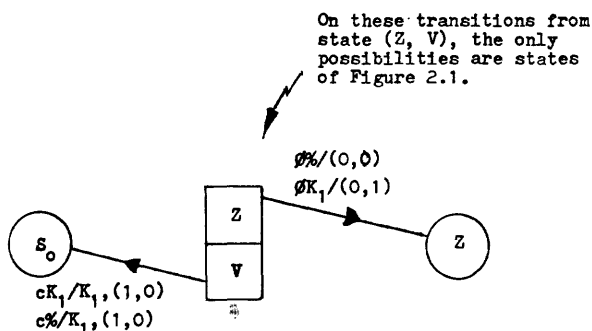 On these transitions from
state (Z, V), the only
possibilities are states
of Figure 2.1.
Ø%/(0,0)
ØK₁/(0,1)
Z
S₀
Z
V
cK₁/K₁,(1,0)
c%/K₁,(1,0)